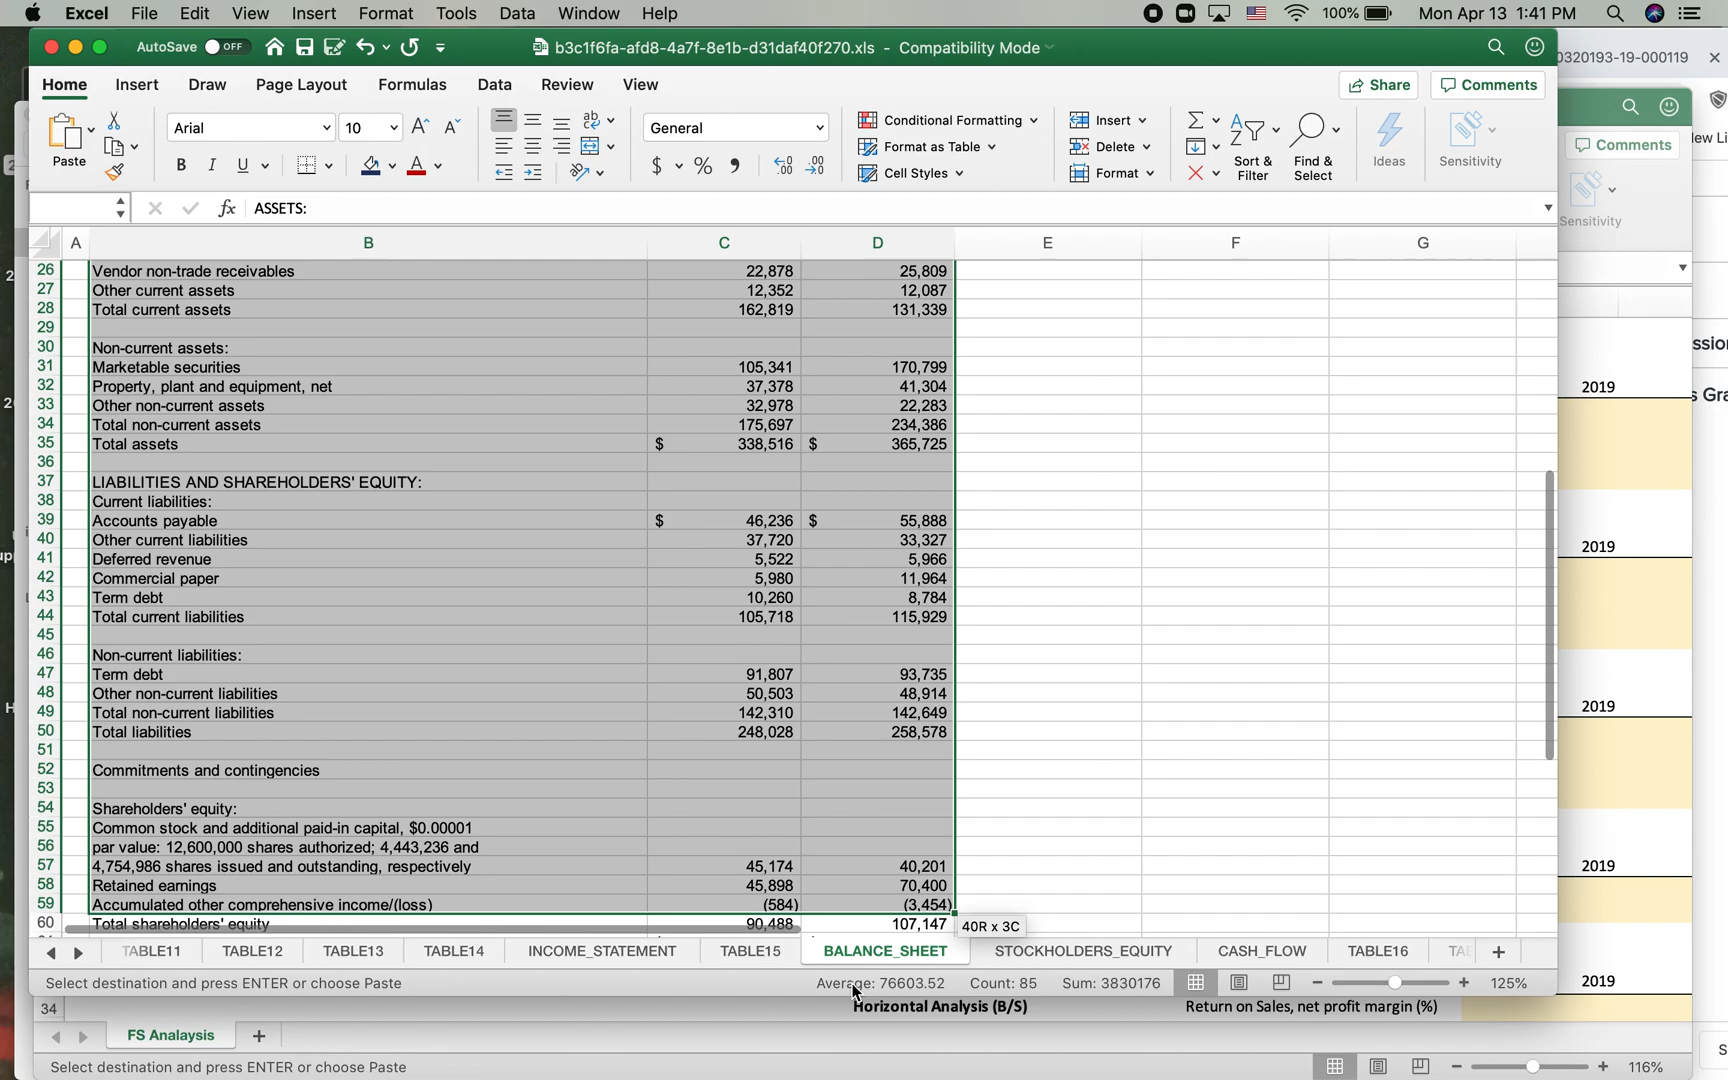 Excel File Edit View Insert Format Tools Data Window Help 100% Mon Apr 13 1:41 PM
AutoSave OFF b3c1f6fa-afd8-4a7f-8e1b-d31daf40f270.xls - Compatibility Mode
0320193-19-000119
Home Insert Draw Page Layout Formulas Data Review View Share Comments
Paste
Arial 10
General
Conditional Formatting
Format as Table
Cell Styles
Insert
Delete
Format
Sort & Filter
Find & Select
Ideas
Sensitivity
Comments
Sensitivity
fx ASSETS:
A B C D E F G
26 Vendor non-trade receivables 22,878 25,809
27 Other current assets 12,352 12,087
28 Total current assets 162,819 131,339
29
30 Non-current assets:
31 Marketable securities 105,341 170,799
32 Property, plant and equipment, net 37,378 41,304
33 Other non-current assets 32,978 22,283
34 Total non-current assets 175,697 234,386
35 Total assets $ 338,516 $ 365,725
36
37 LIABILITIES AND SHAREHOLDERS' EQUITY:
38 Current liabilities:
39 Accounts payable $ 46,236 $ 55,888
40 Other current liabilities 37,720 33,327
41 Deferred revenue 5,522 5,966
42 Commercial paper 5,980 11,964
43 Term debt 10,260 8,784
44 Total current liabilities 105,718 115,929
45
46 Non-current liabilities:
47 Term debt 91,807 93,735
48 Other non-current liabilities 50,503 48,914
49 Total non-current liabilities 142,310 142,649
50 Total liabilities 248,028 258,578
51
52 Commitments and contingencies
53
54 Shareholders' equity:
55 Common stock and additional paid-in capital, $0.00001
56 par value: 12,600,000 shares authorized; 4,443,236 and
57 4,754,986 shares issued and outstanding, respectively 45,174 40,201
58 Retained earnings 45,898 70,400
59 Accumulated other comprehensive income/(loss) (584) (3,454)
60 Total shareholders' equity 90,488 107,147
40R x 3C
2019
2019
2019
2019
2019
TABLE11 TABLE12 TABLE13 TABLE14 INCOME_STATEMENT TABLE15 BALANCE_SHEET STOCKHOLDERS_EQUITY CASH_FLOW TABLE16
Select destination and press ENTER or choose Paste Average: 76603.52 Count: 85 Sum: 3830176 125%
34 Horizontal Analysis (B/S) Return on Sales, net profit margin (%)
FS Analaysis
Select destination and press ENTER or choose Paste 116%